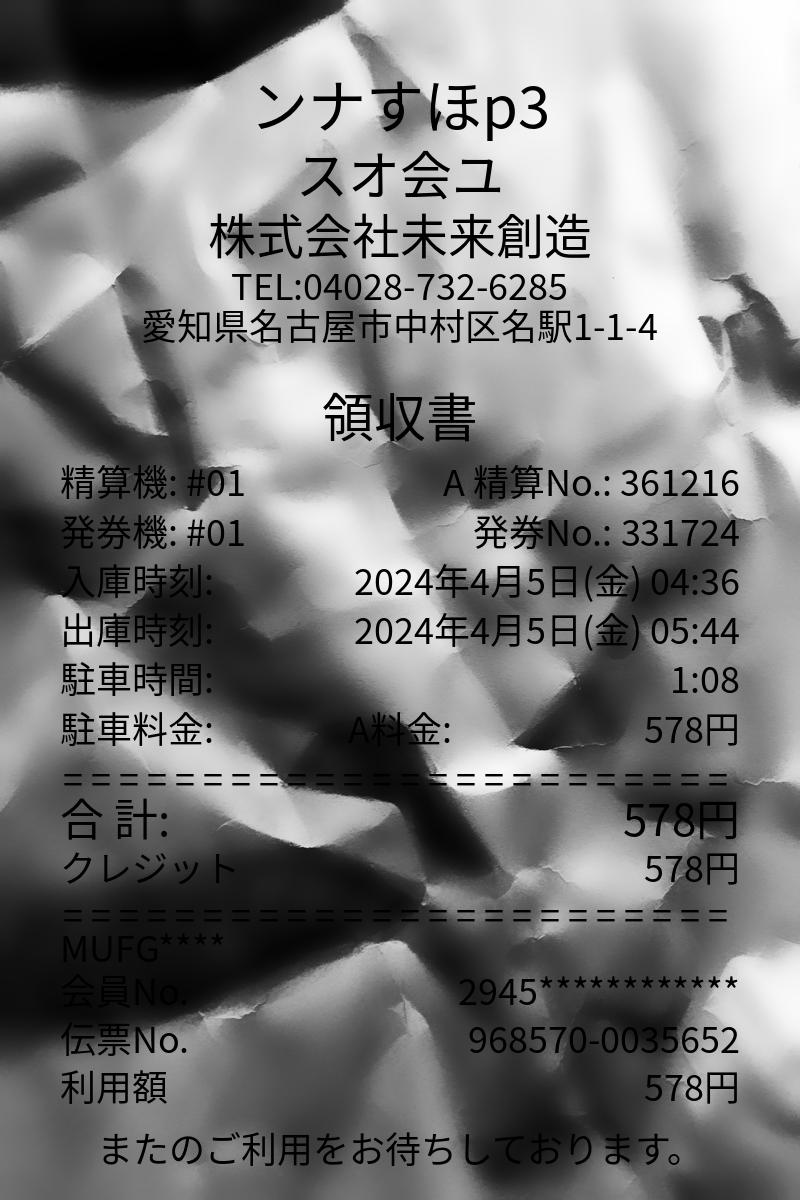 ンナすほp3
スオ会ユ
株式会社未来創造
TEL:04028-732-6285
愛知県名古屋市中村区名駅1-1-4
領収書
精算機: #01 A 精算No.: 361216
発券機: #01 発券No.: 331724
入庫時刻: 2024年4月5日(金) 04:36
出庫時刻: 2024年4月5日(金) 05:44
駐車時間: 1:08
駐車料金: A料金: 578円
========================
合 計: 578円
クレジット 578円
========================
MUFG****
会員No. 2945************
伝票No. 968570-0035652
利用額 578円
またのご利用をお待ちしております。